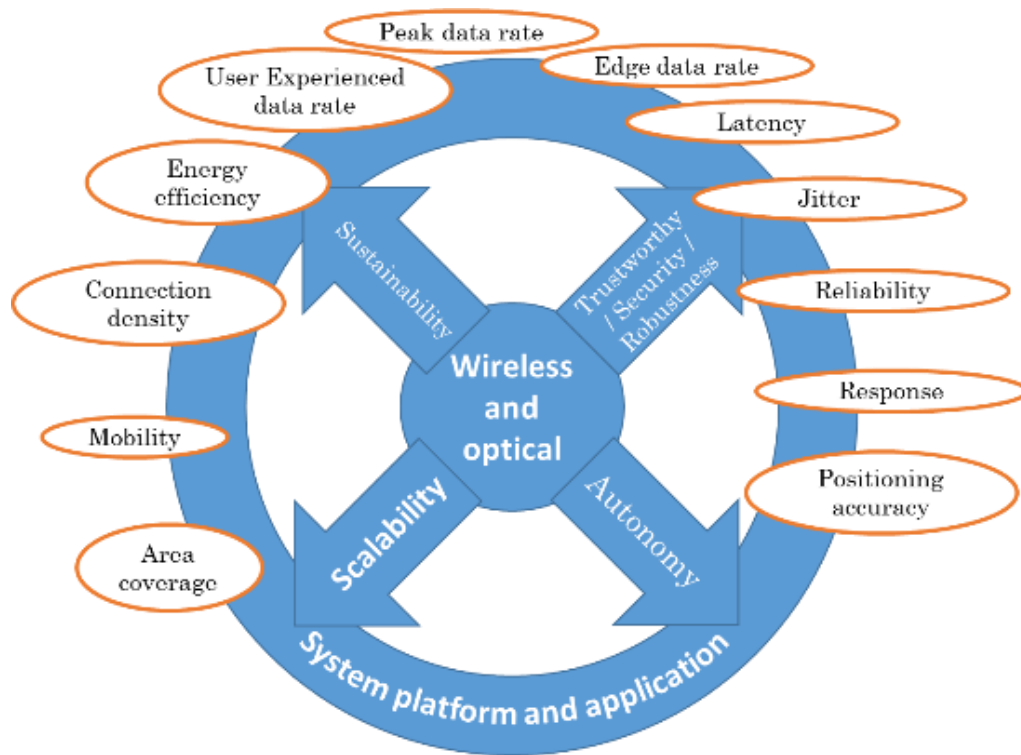 Peak data rate
User Experienced
data rate
Edge data rate
Latency
Energy
efficiency
Jitter
Sustainability
Trustworthy
/ Security /
Robustness
Connection
density
Reliability
Wireless
and
optical
Response
Mobility
Positioning
accuracy
Scalability
Autonomy
Area
coverage
System platform and application